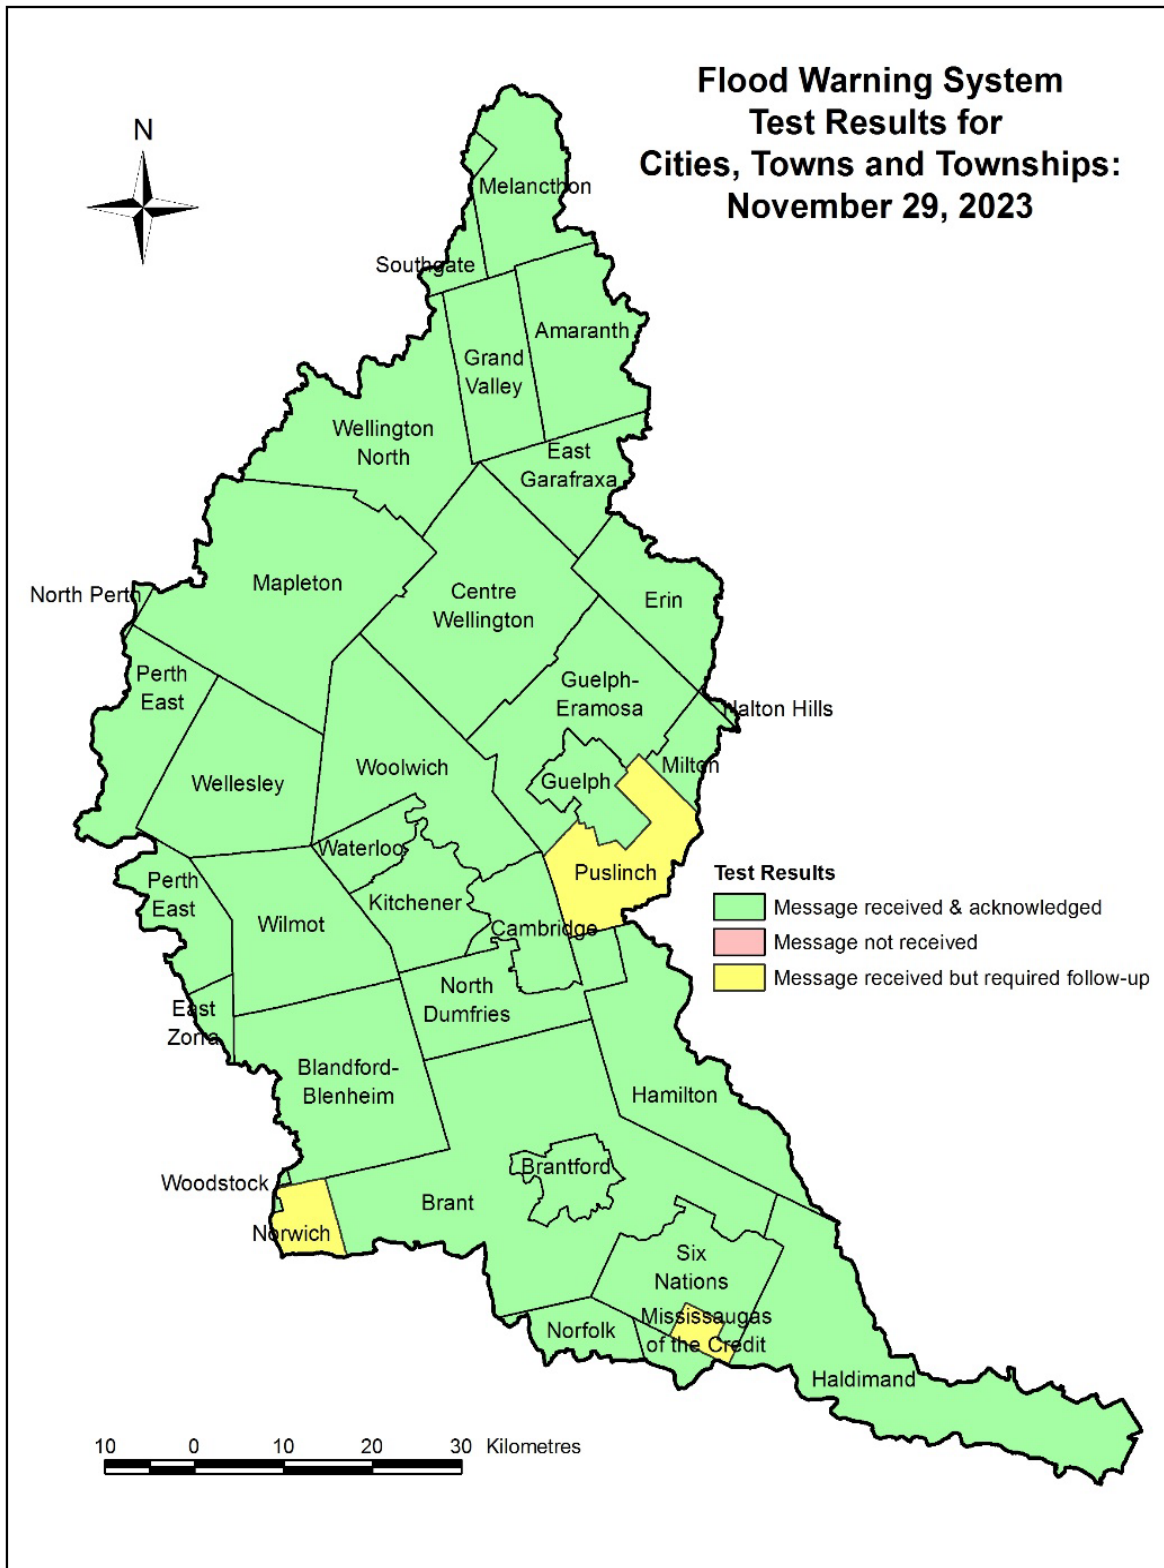 Flood Warning System
Test Results for
Cities, Towns and Townships:
November 29, 2023
N
Melancthon
Southgate
Amaranth
Grand
Valley
Wellington
North
East
Garafraxa
Mapleton
Centre
Wellington
North Perth
Erin
Perth
East
Guelph-
Eramosa
Halton Hills
Woolwich
Milton
Wellesley
Guelph
Waterloo
Puslinch
Perth
East
Kitchener
Wilmot
Cambridge
North
Dumfries
East
Zorra
Blandford-
Blenheim
Hamilton
Brantford
Woodstock
Brant
Norwich
Six
Nations
Mississaugas
of the Credit
Norfolk
Haldimand
Test Results
Message received & acknowledged
Message not received
Message received but required follow-up
10 0 10 20 30 Kilometres